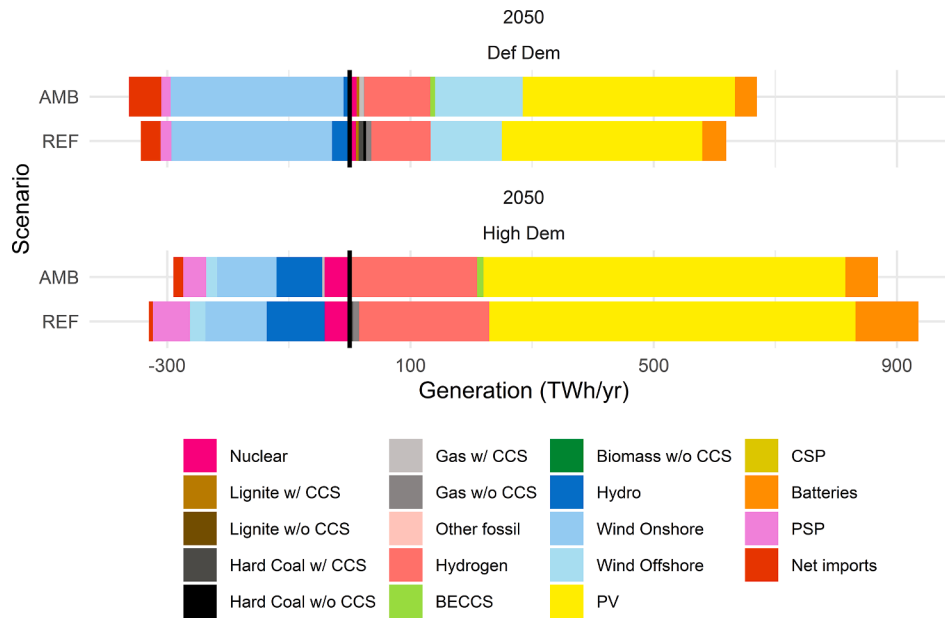 2050
Def Dem
AMB
REF
2050
High Dem
AMB
REF
Scenario
-300 100 500 900
Generation (TWh/yr)
Nuclear Gas w/ CCS Biomass w/o CCS CSP
Lignite w/ CCS Gas w/o CCS Hydro Batteries
Lignite w/o CCS Other fossil Wind Onshore PSP
Hard Coal w/ CCS Hydrogen Wind Offshore Net imports
Hard Coal w/o CCS BECCS PV